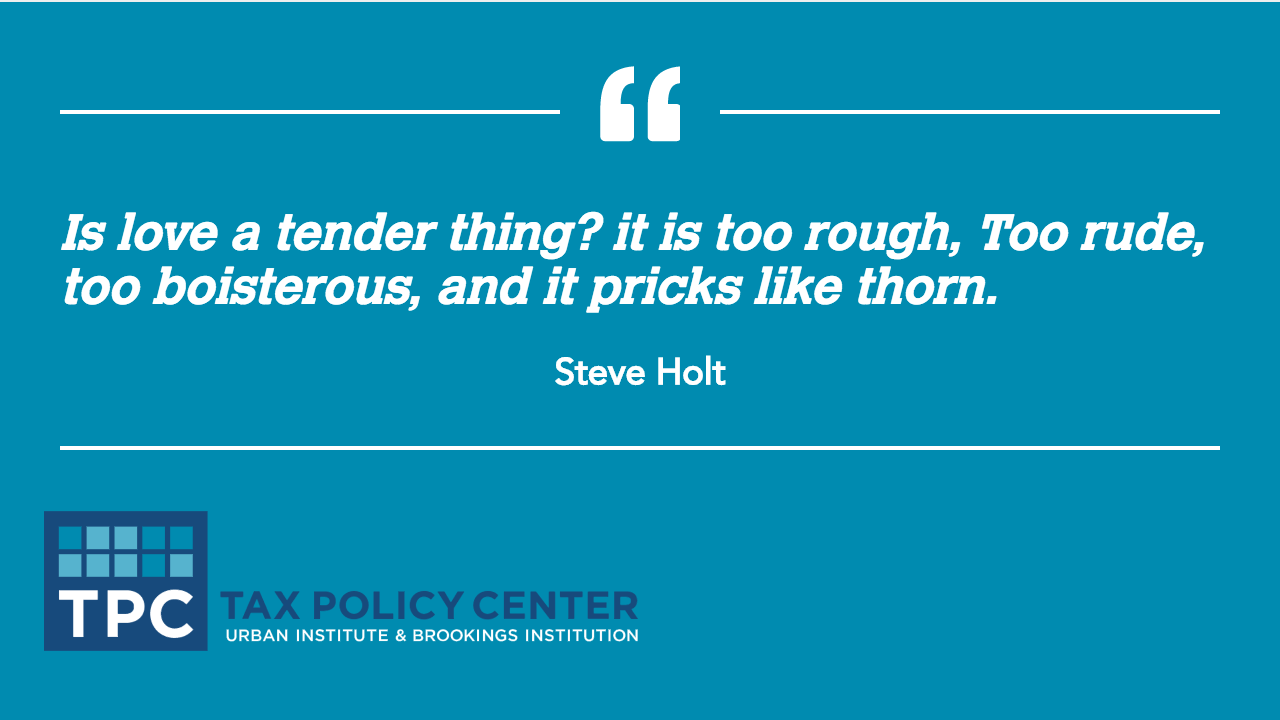 “
Is love a tender thing? it is too rough, Too rude,
too boisterous, and it pricks like thorn.
Steve Holt
TPC
TAX POLICY CENTER
URBAN INSTITUTE & BROOKINGS INSTITUTION